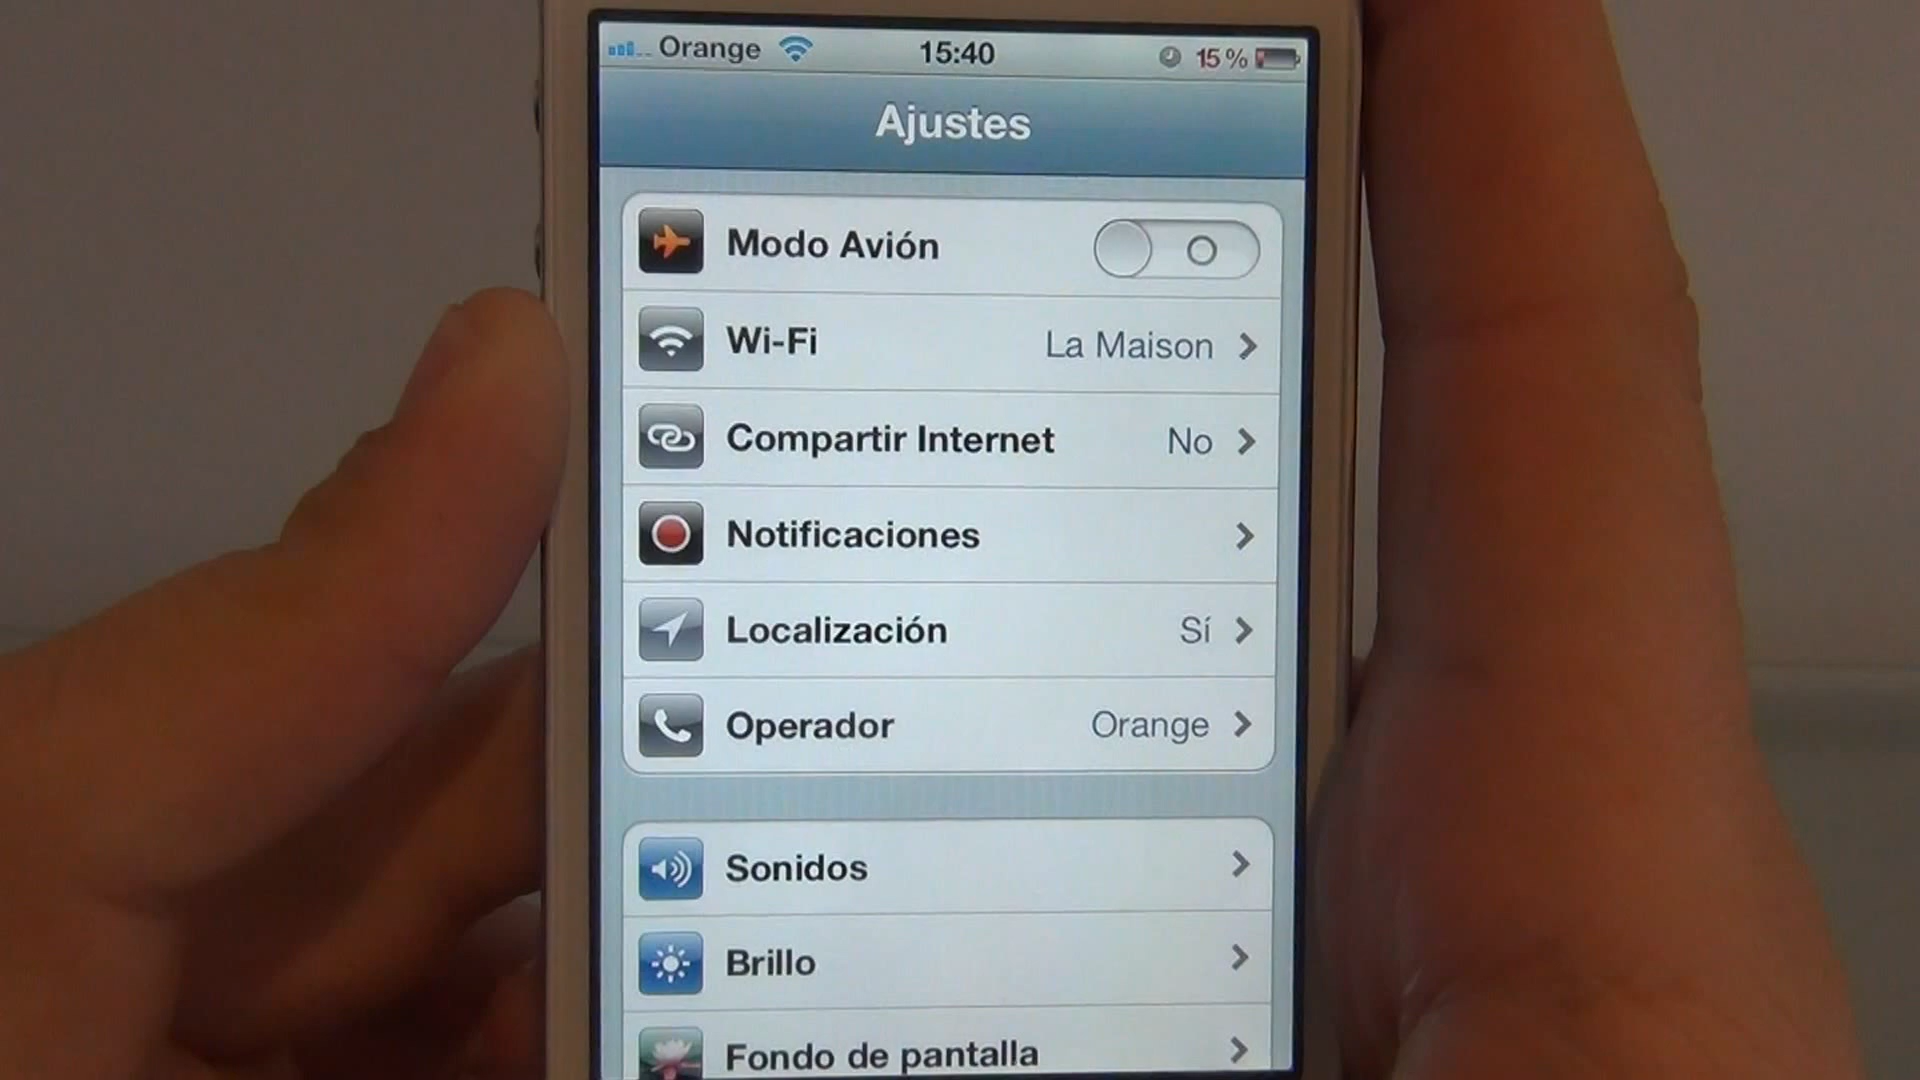 Orange 15:40 15%
Ajustes
Modo Avión
Wi-Fi La Maison
Compartir Internet No
Notificaciones
Localización Sí
Operador Orange
Sonidos
Brillo
Fondo de pantalla